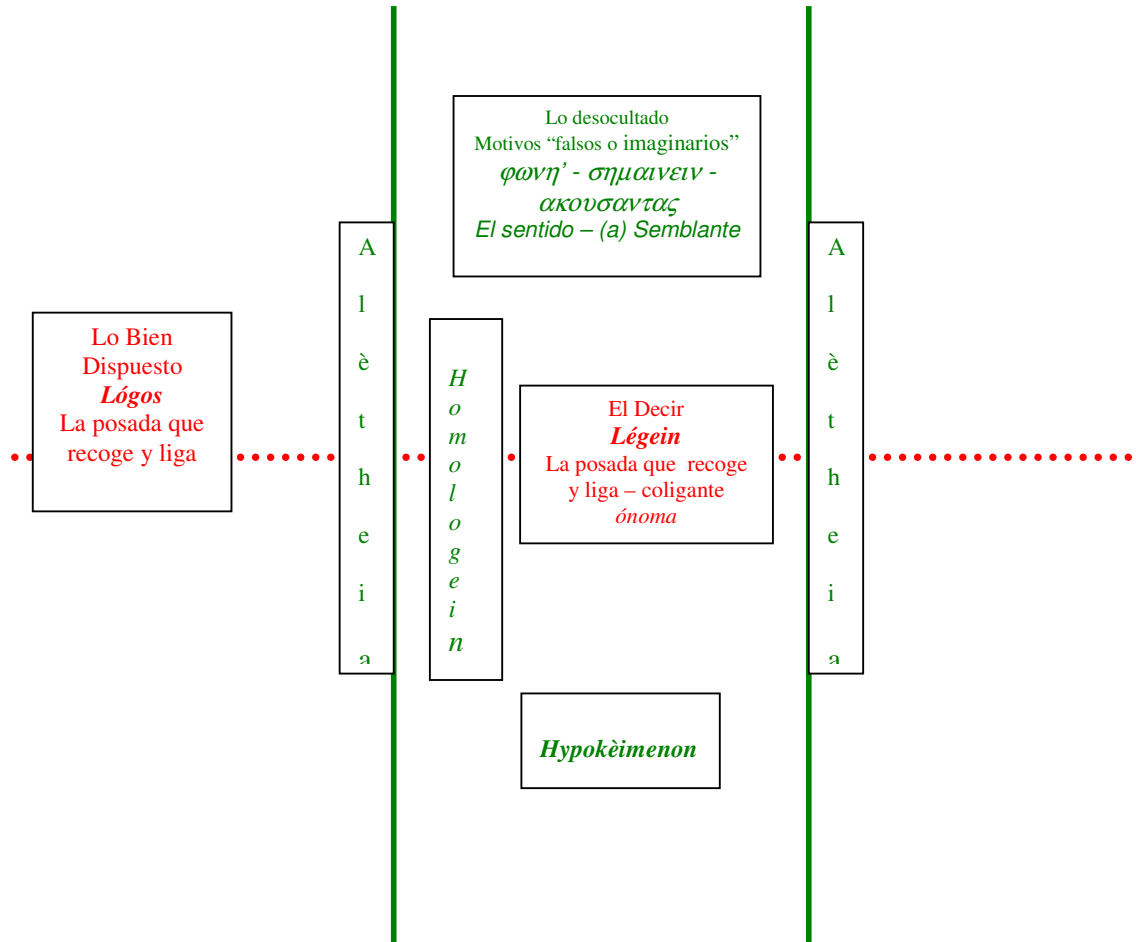 Lo desocultado
Motivos “falsos o imaginarios”
φωνη’ - σημαινειν -
ακουσαντας
El sentido – (a) Semblante
A
l
è
t
h
e
i
a
Lo Bien
Dispuesto
Lógos
La posada que
recoge y liga
H
o
m
o
l
o
g
e
i
n
El Decir
Légein
La posada que recoge
y liga – coligante
ónoma
A
l
è
t
h
e
i
a
Hypokèimenon